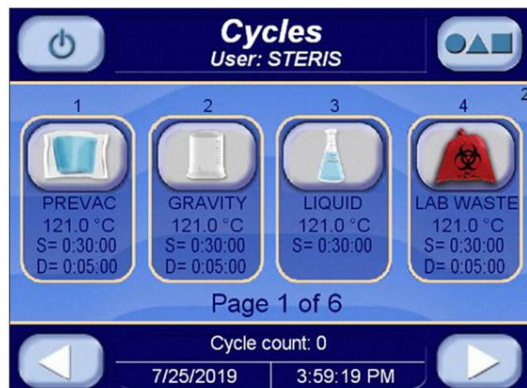 Cycles
User: STERIS
1
2
3
4
2
PREVAC
121.0 °C
S= 0:30:00
D= 0:05:00
GRAVITY
121.0 °C
S= 0:30:00
D= 0:05:00
LIQUID
121.0 °C
S= 0:30:00
LAB WASTE
121.0 °C
S= 0:30:00
D= 0:05:00
Page 1 of 6
Cycle count: 0
7/25/2019
3:59:19 PM